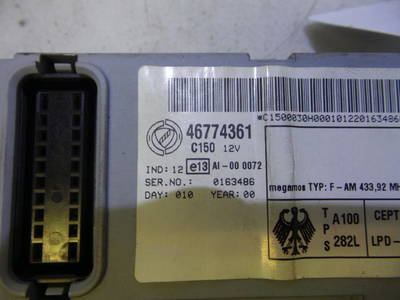 *C1500030H000101220163486
46774361
C150 12V
IND: 12 e13 AI-00 0072
SER.NO.: 0163486
DAY: 010 YEAR: 00
megamos TYP: F - AM 433,92 MH
T P S
A100
282L
CEPT
LPD-